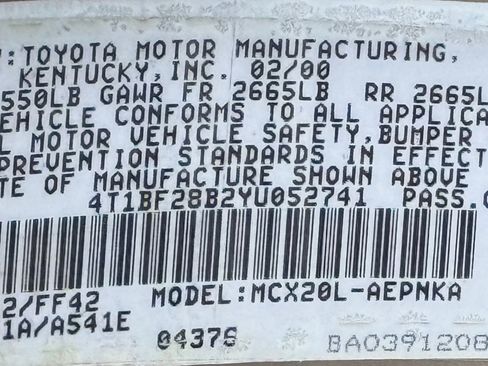 :TOYOTA MOTOR MANUFACTURING,
KENTUCKY, INC. 02/00
550LB GAWR FR 2665LB RR 2665L
EHICLE CONFORMS TO ALL APPLICA
L MOTOR VEHICLE SAFETY, BUMPER
PREVENTION STANDARDS IN EFFECT
TE OF MANUFACTURE SHOWN ABOVE
4T1BF28B2YU052741 PASS.C
2/FF42 MODEL:MCX20L-AEPNKA
1A/A541E
04376 BA0391208